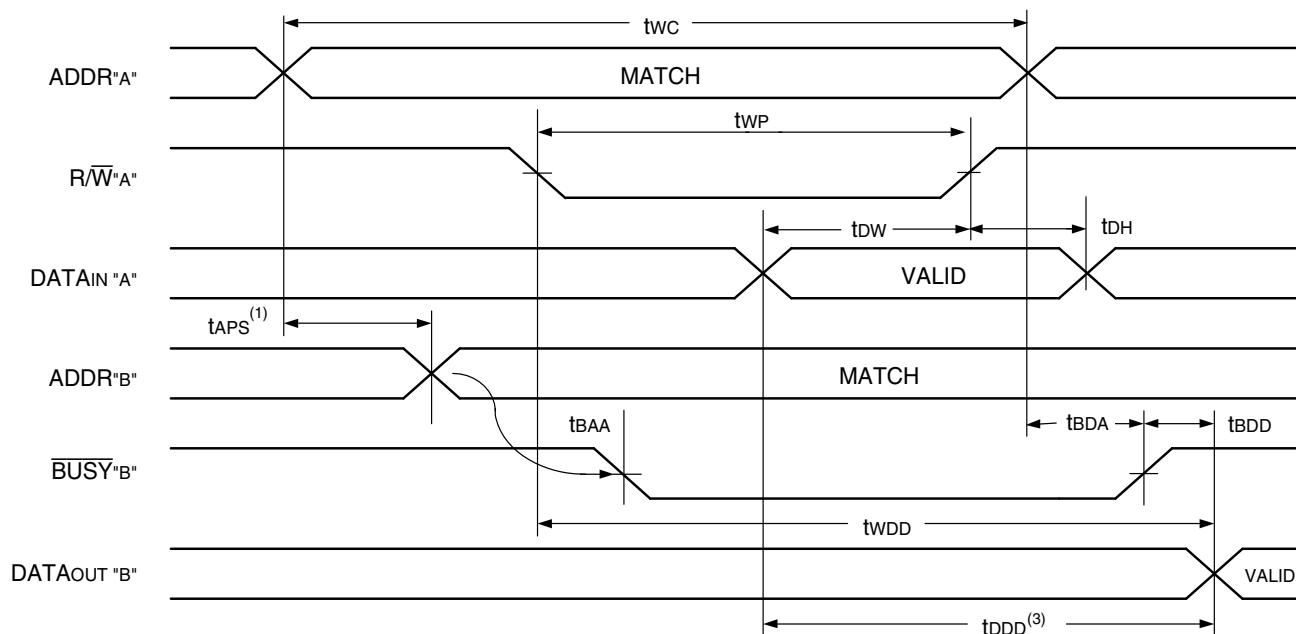 tWC
ADDR"A"
MATCH
tWP
R/W̅"A"
tDW
tDH
DATAIN "A"
VALID
tAPS(1)
ADDR"B"
MATCH
tBAA
tBDA
tBDD
B̅U̅S̅Y̅"B"
tWDD
DATAOUT "B"
VALID
tDDD(3)